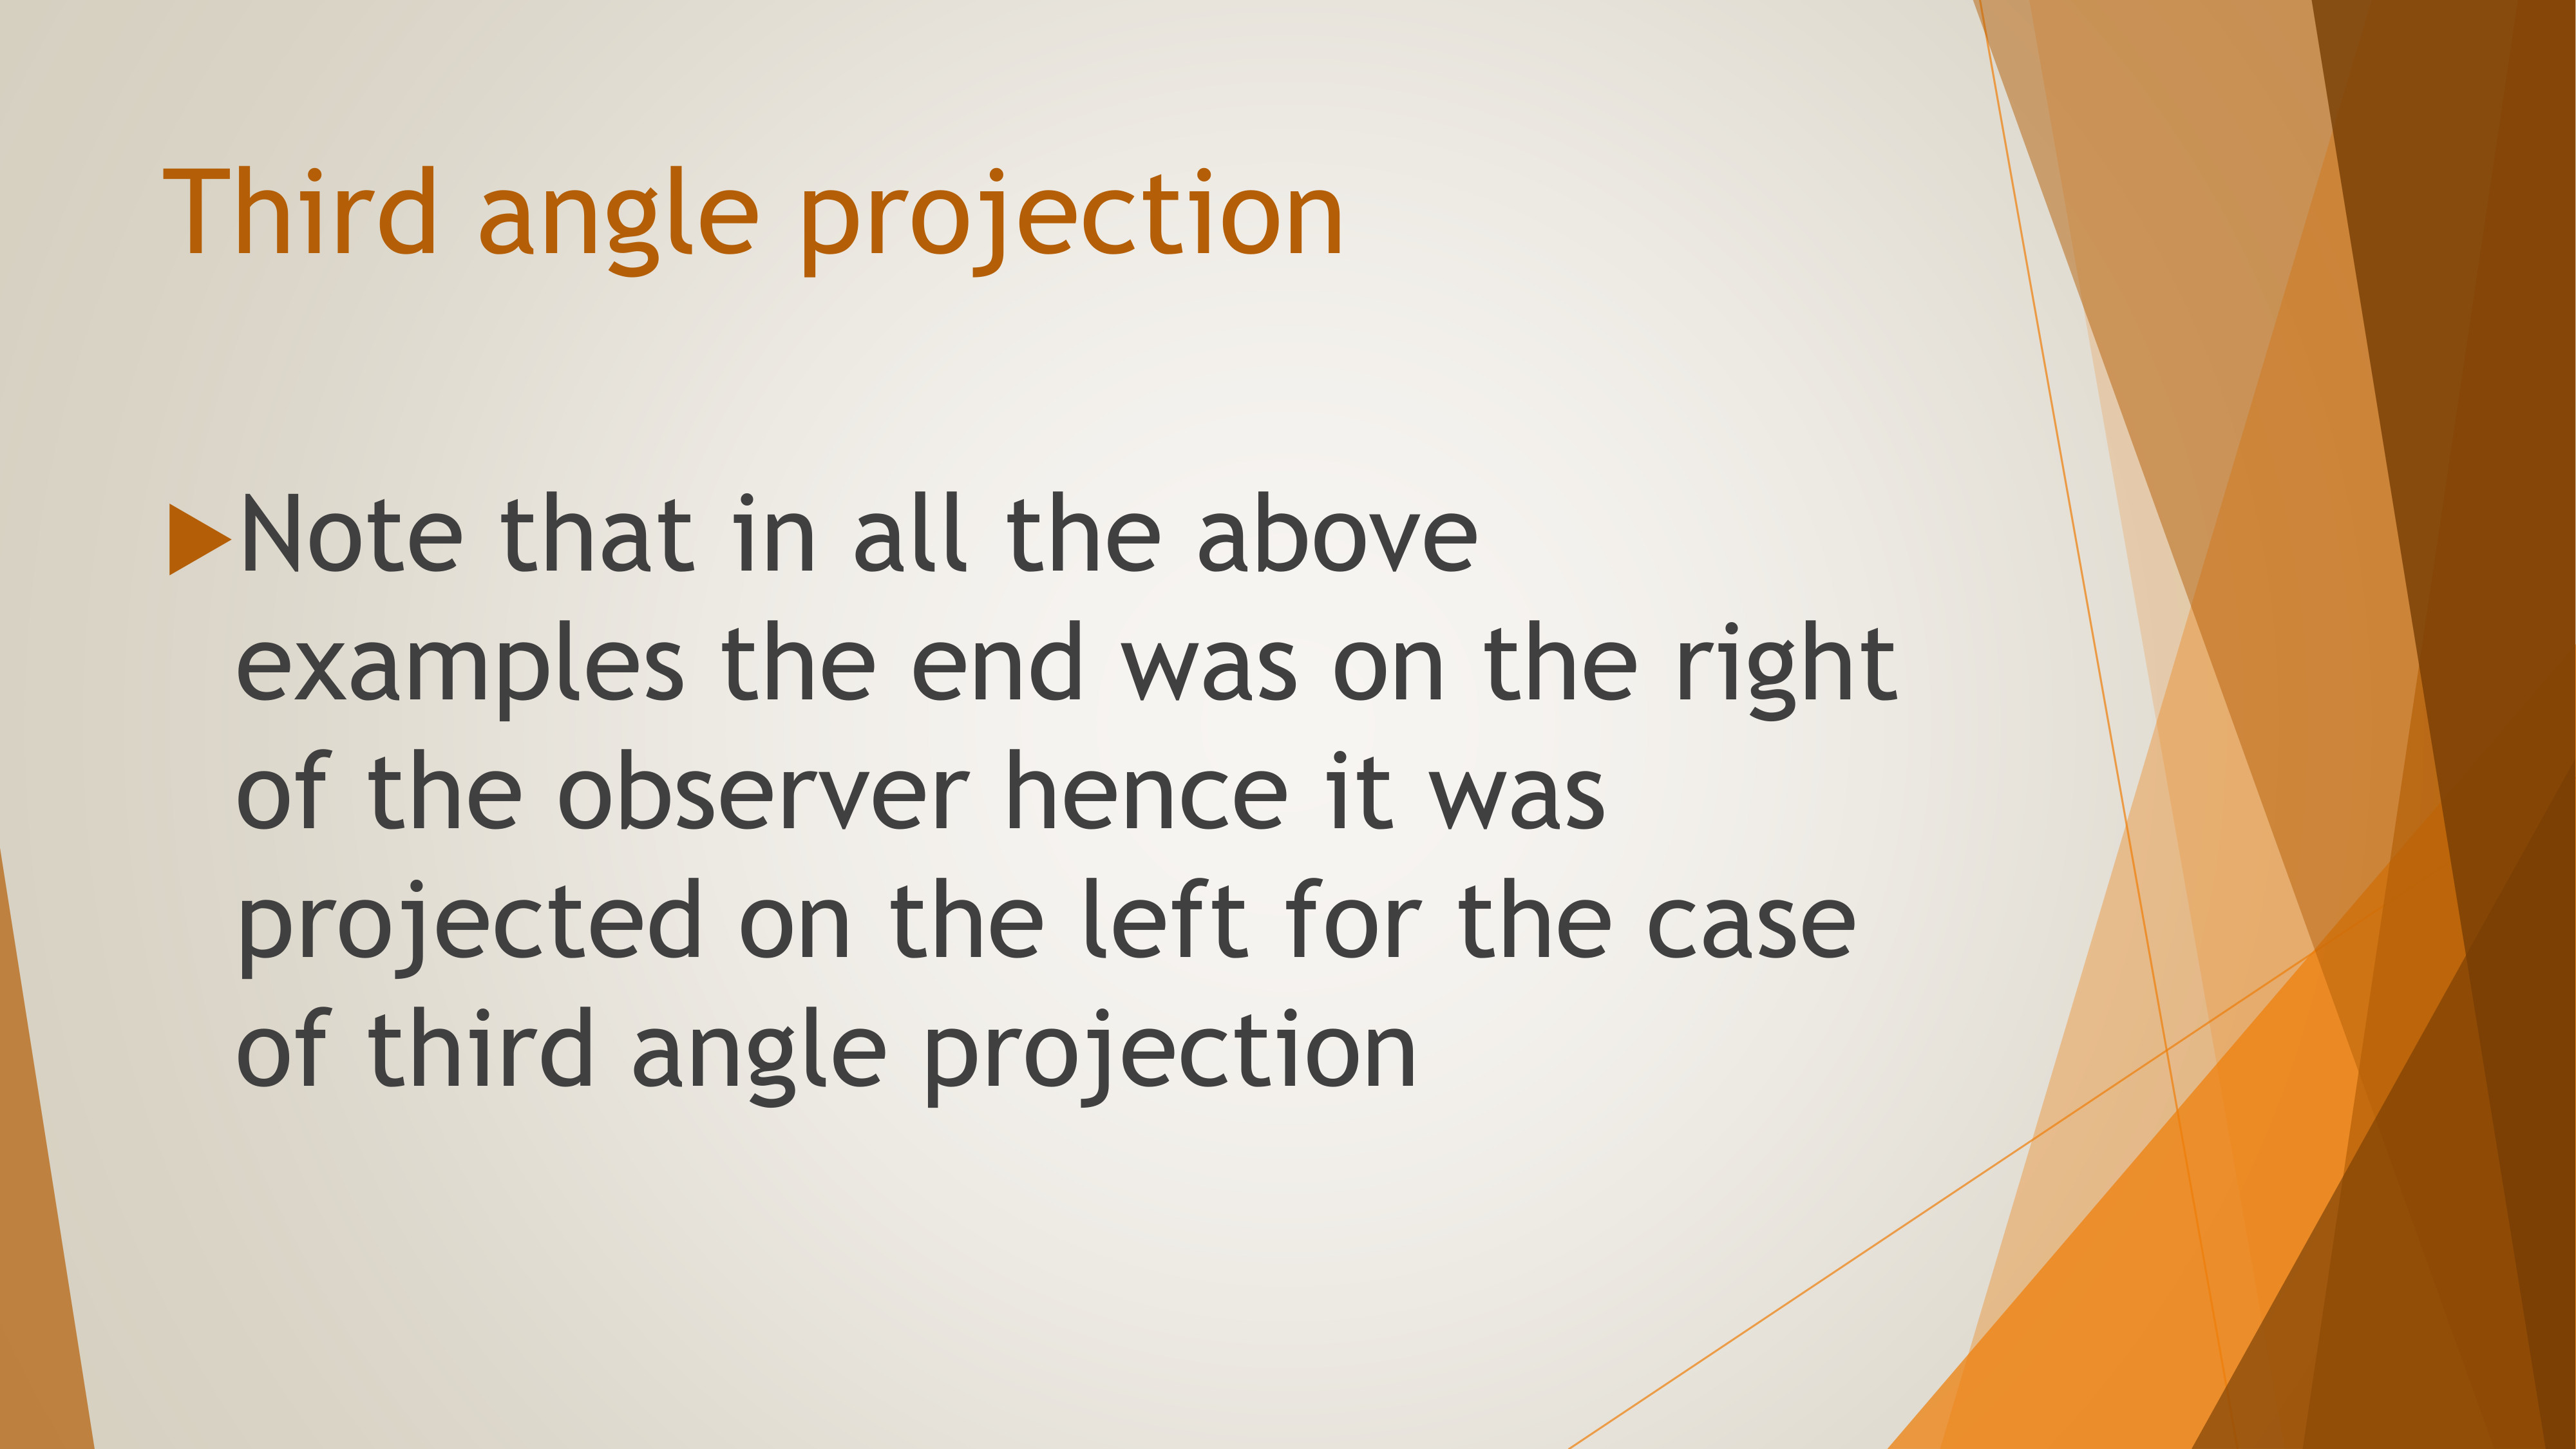 Third angle projection
Note that in all the above
examples the end was on the right
of the observer hence it was
projected on the left for the case
of third angle projection